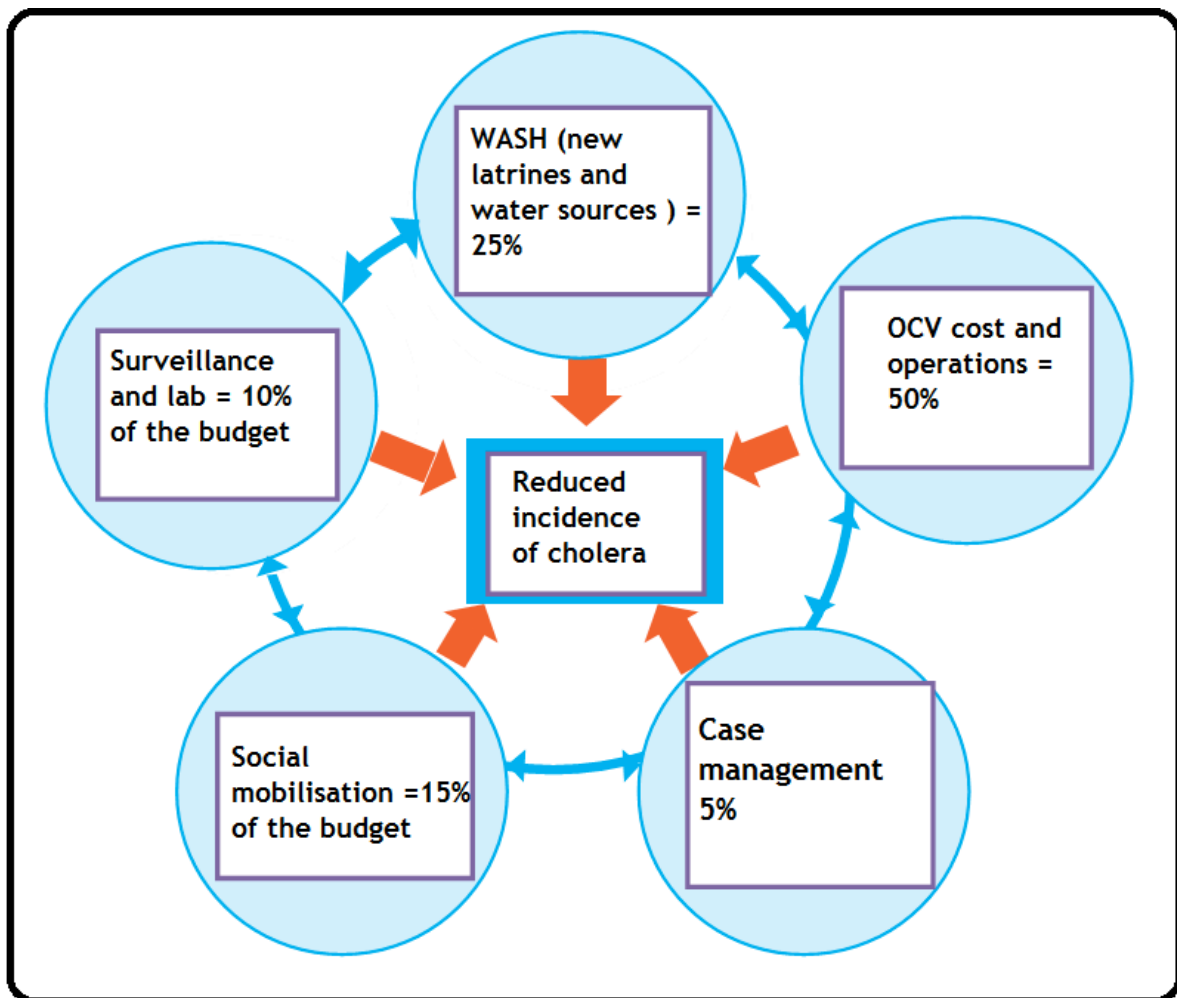 WASH (new
latrines and
water sources ) =
25%
OCV cost and
operations =
50%
Surveillance
and lab = 10%
of the budget
Reduced
incidence
of cholera
Social
mobilisation =15%
of the budget
Case
management
5%